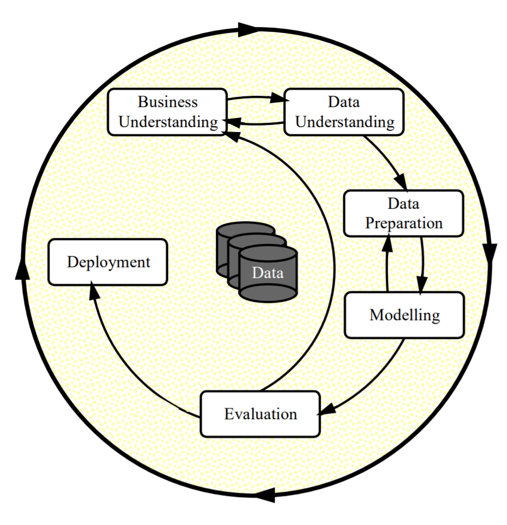 Business
Understanding
Data
Understanding
Data
Preparation
Deployment
Data
Modelling
Evaluation